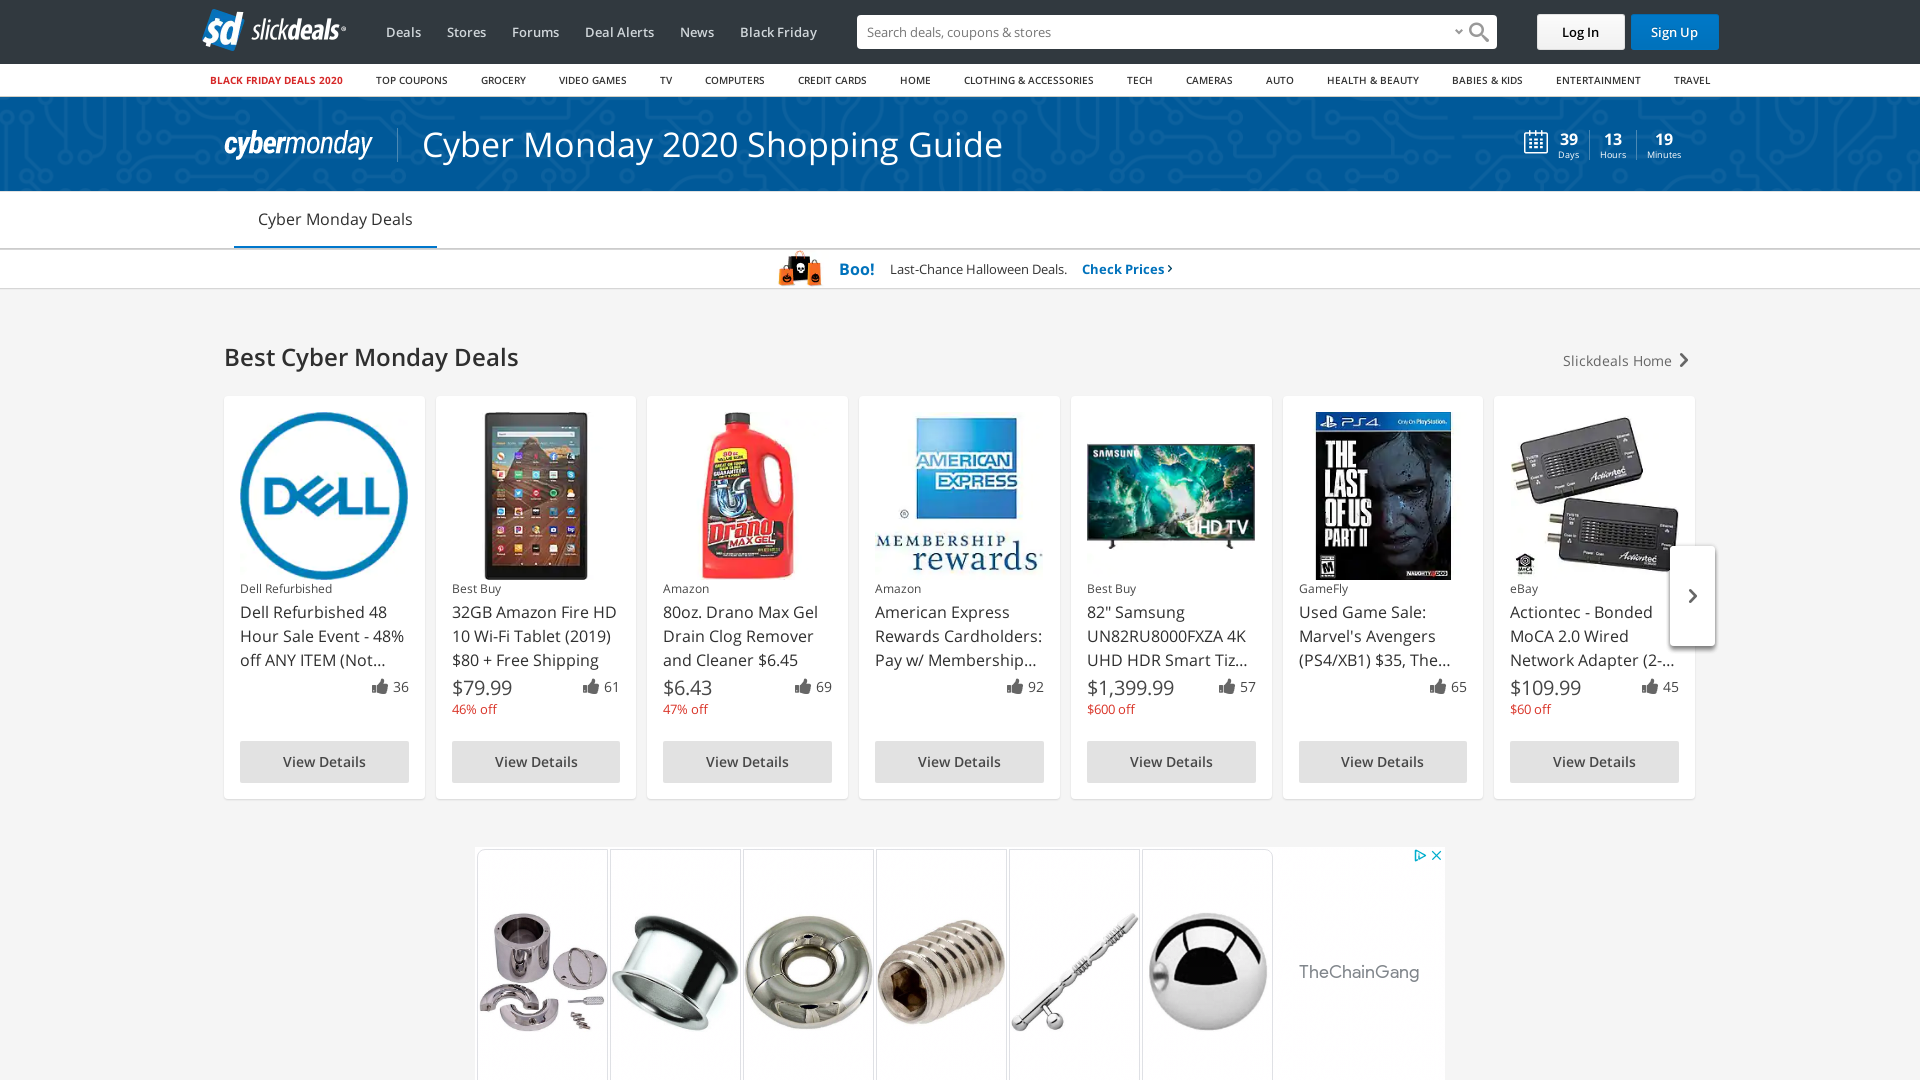 sd slickdeals
Deals
Stores
Forums
Deal Alerts
News
Black Friday
Search deals, coupons & stores
Log In
Sign Up
BLACK FRIDAY DEALS 2020
TOP COUPONS
GROCERY
VIDEO GAMES
TV
COMPUTERS
CREDIT CARDS
HOME
CLOTHING & ACCESSORIES
TECH
CAMERAS
AUTO
HEALTH & BEAUTY
BABIES & KIDS
ENTERTAINMENT
TRAVEL
cybermonday
Cyber Monday 2020 Shopping Guide
39
Days
13
Hours
19
Minutes
Cyber Monday Deals
Boo!
Last-Chance Halloween Deals.
Check Prices
Best Cyber Monday Deals
Slickdeals Home
DELL
Dell Refurbished
Dell Refurbished 48
Hour Sale Event - 48%
off ANY ITEM (Not...
36
View Details
Best Buy
32GB Amazon Fire HD
10 Wi-Fi Tablet (2019)
$80 + Free Shipping
$79.99
61
46% off
View Details
Drano
MAX GEL
Amazon
80oz. Drano Max Gel
Drain Clog Remover
and Cleaner $6.45
$6.43
69
47% off
View Details
AMERICAN
EXPRESS
®
MEMBERSHIP
rewards
Amazon
American Express
Rewards Cardholders:
Pay w/ Membership...
92
View Details
SAMSUNG
UHD TV
Best Buy
82" Samsung
UN82RU8000FXZA 4K
UHD HDR Smart Tiz...
$1,399.99
57
$600 off
View Details
PS4
Only On PlayStation.
THE
LAST
OF US
PART II
M
NAUGHTY DOG
GameFly
Used Game Sale:
Marvel's Avengers
(PS4/XB1) $35, The...
65
View Details
Actiontec
Actiontec
eBay
Actiontec - Bonded
MoCA 2.0 Wired
Network Adapter (2-...
$109.99
45
$60 off
View Details
TheChainGang